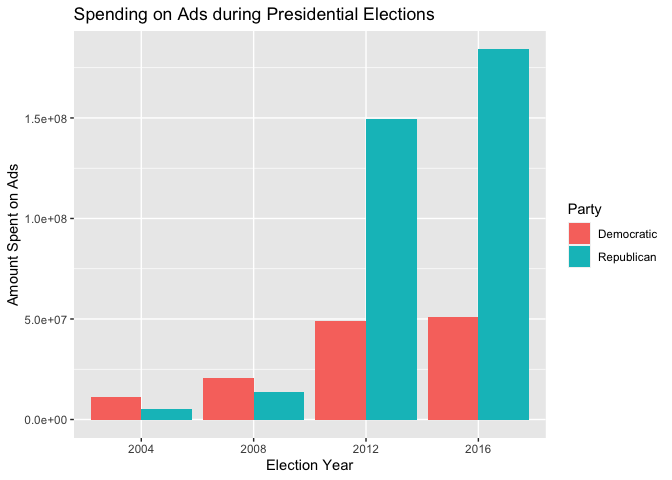 Spending on Ads during Presidential Elections
Amount Spent on Ads
1.5e+08
1.0e+08
5.0e+07
0.0e+00
2004 2008 2012 2016
Election Year
Party
Democratic
Republican